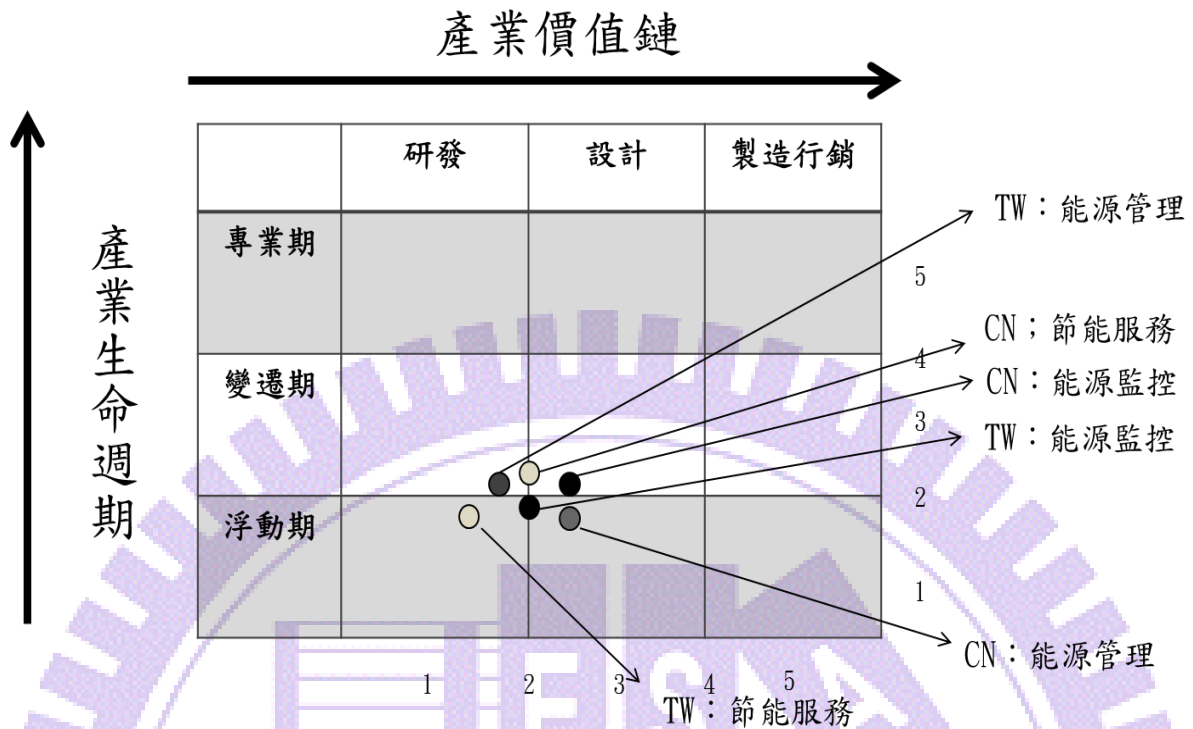 產業價值鏈
產業生命週期
研發 設計 製造行銷
專業期
變遷期
浮動期
TW：能源管理
CN；節能服務
CN：能源監控
TW：能源監控
CN：能源管理
TW：節能服務
5
4
3
2
1
1 2 3 4 5